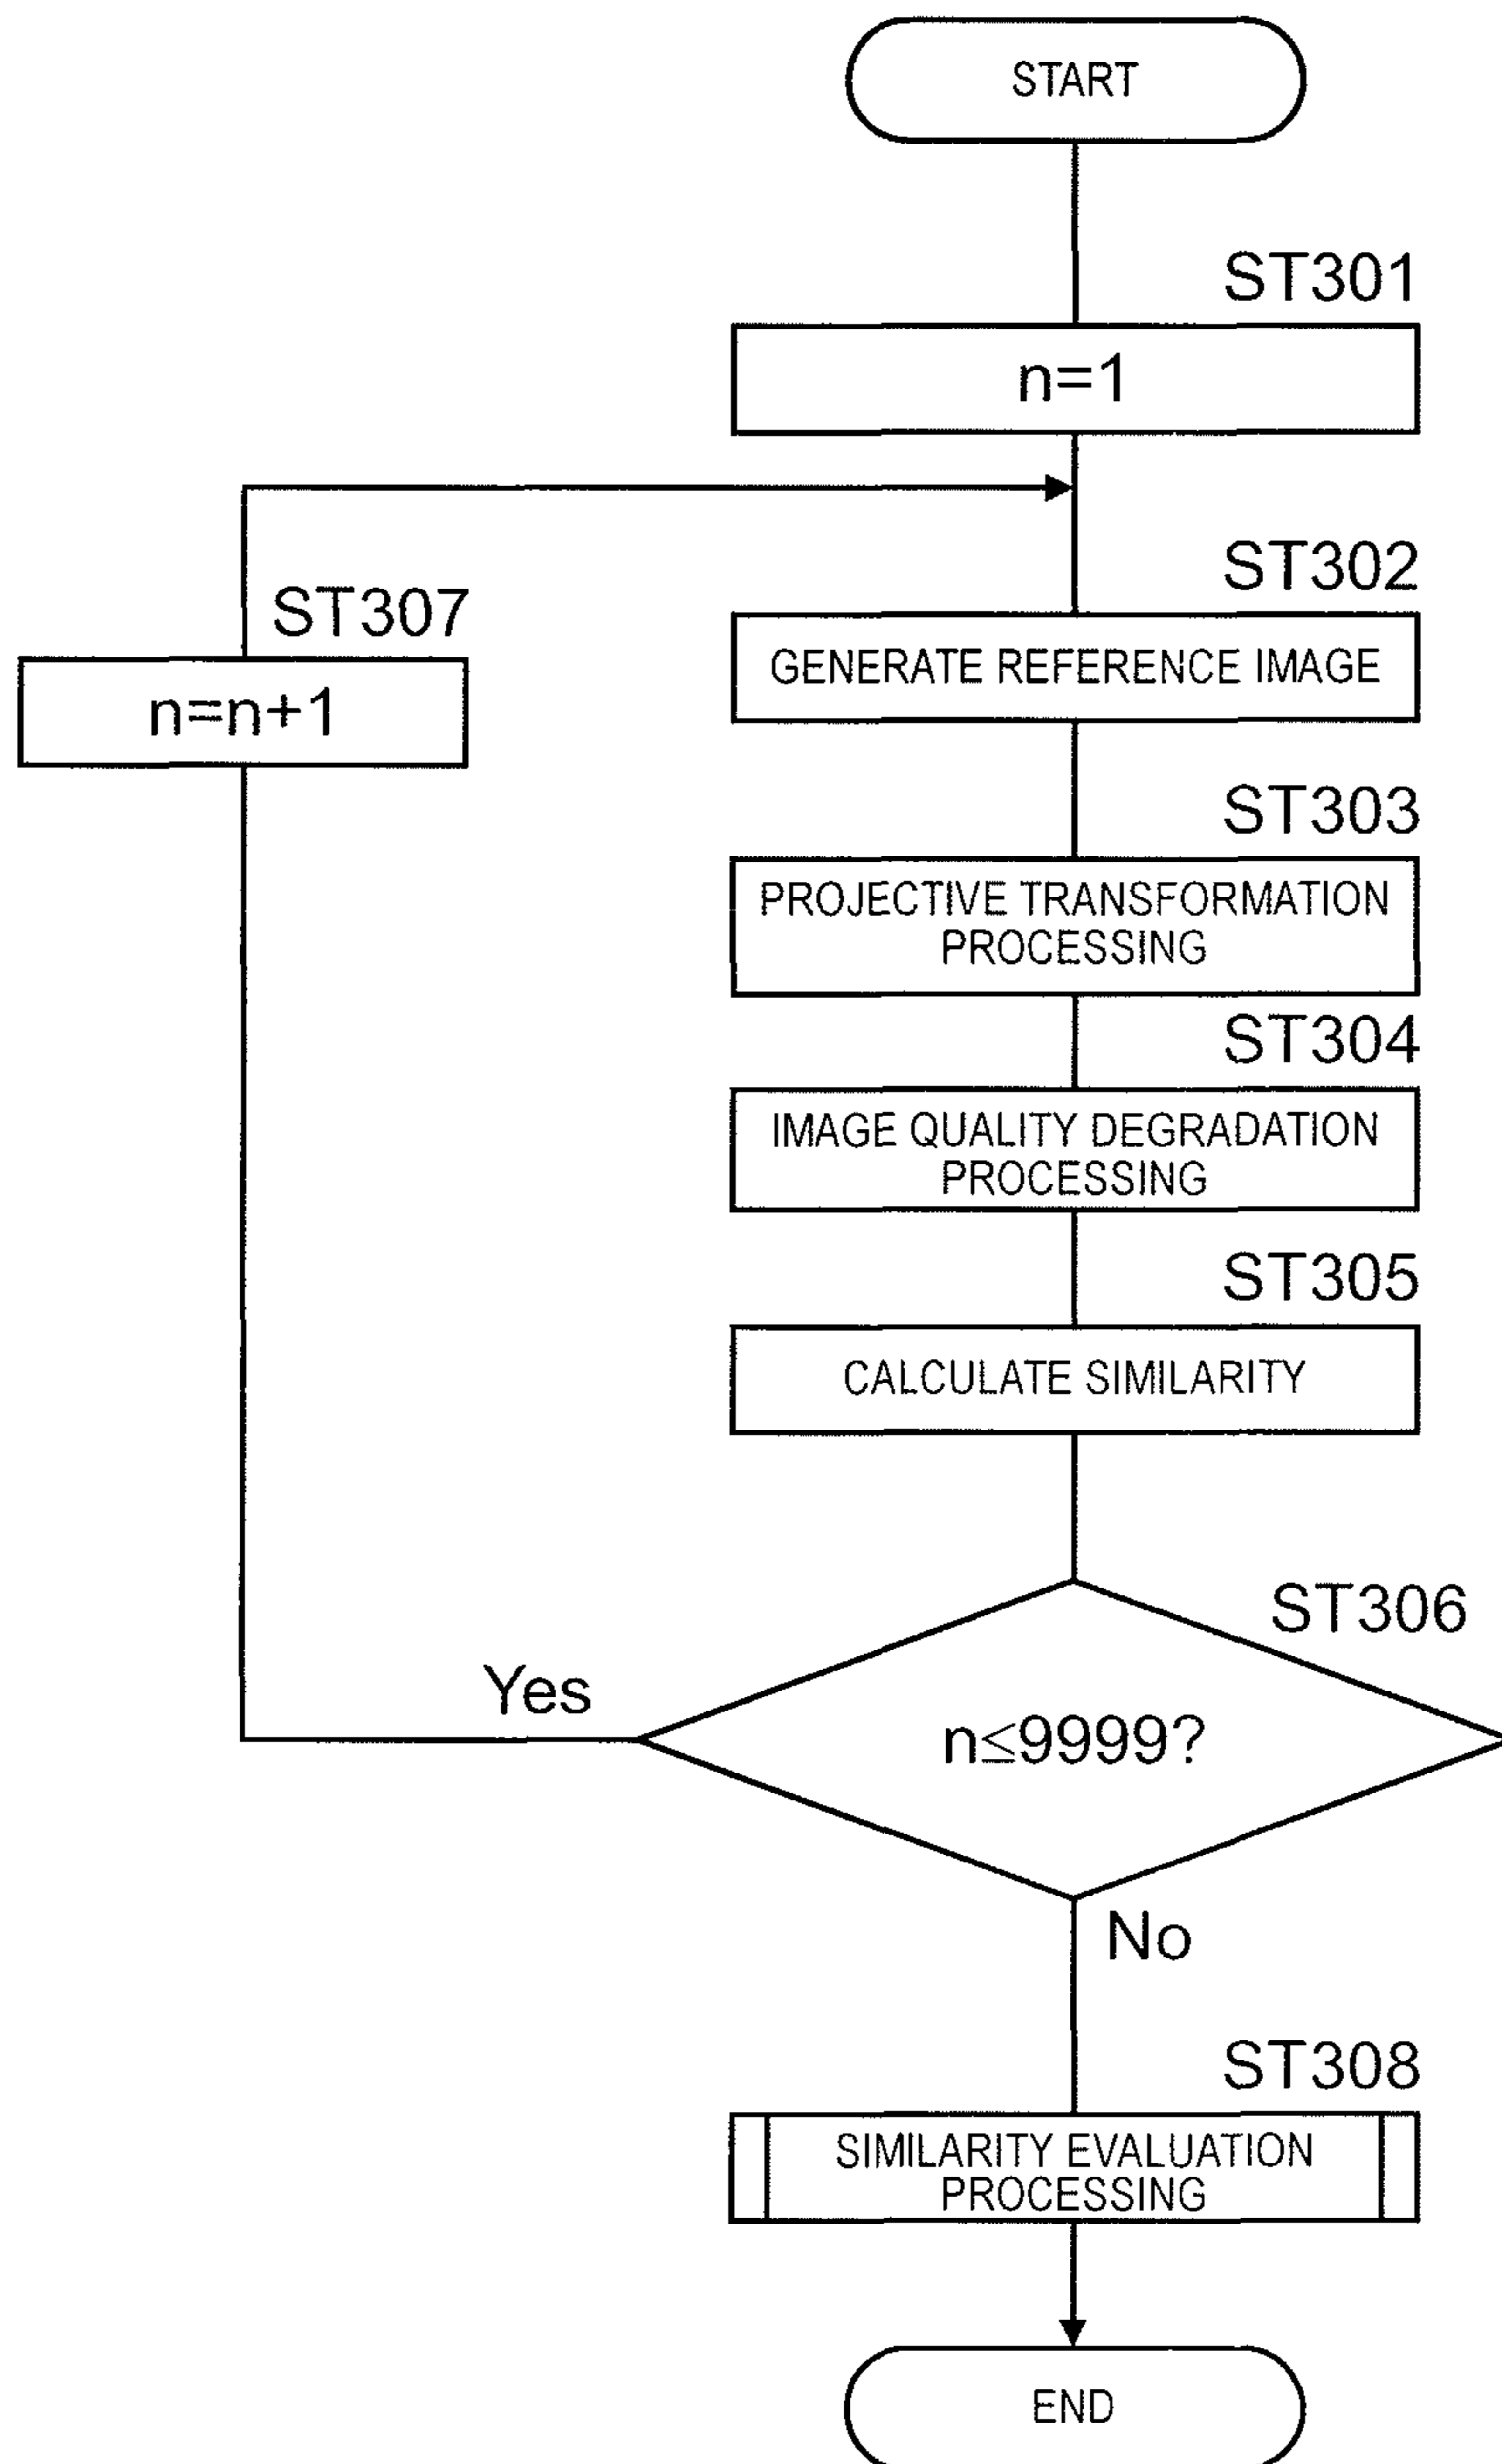 START
ST301
n=1
ST302
GENERATE REFERENCE IMAGE
ST307
n=n+1
ST303
PROJECTIVE TRANSFORMATION
PROCESSING
ST304
IMAGE QUALITY DEGRADATION
PROCESSING
ST305
CALCULATE SIMILARITY
ST306
Yes
n≦9999?
No
ST308
SIMILARITY EVALUATION
PROCESSING
END